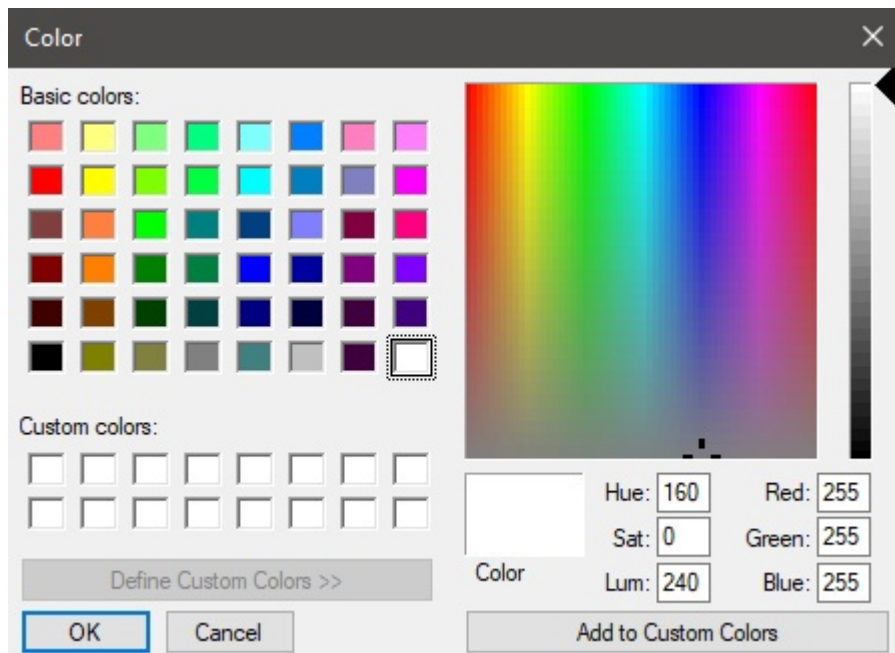 Color
Basic colors:
Custom colors:
Define Custom Colors >>
OK Cancel
Color
Hue: 160 Red: 255
Sat: 0 Green: 255
Lum: 240 Blue: 255
Add to Custom Colors